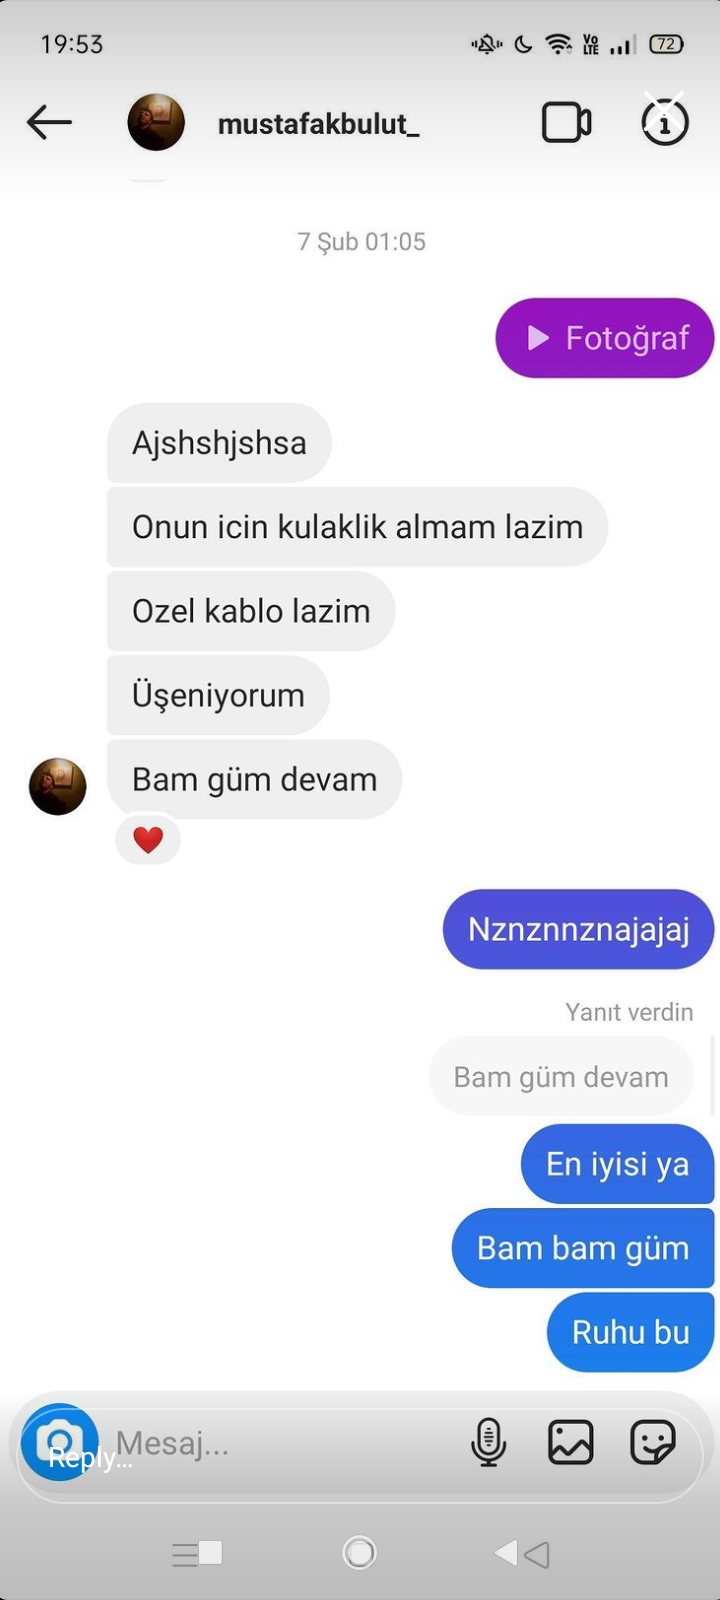 19:53
VO LTE
72
mustafakbulut_
7 Şub 01:05
Fotoğraf
Ajshshjshsa
Onun icin kulaklik almam lazim
Ozel kablo lazim
Üşeniyorum
Bam güm devam
Nznznnznajajaj
Yanıt verdin
Bam güm devam
En iyisi ya
Bam bam güm
Ruhu bu
Mesaj...
Reply...